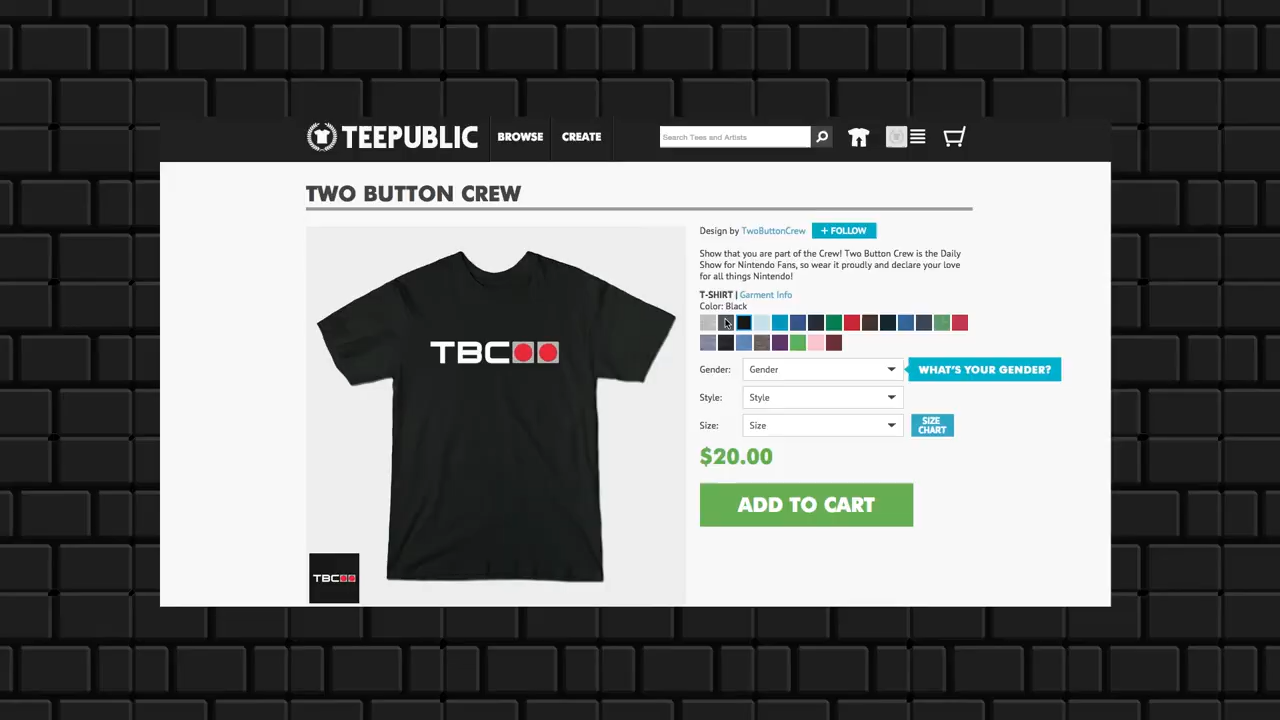 TEEPUBLIC
BROWSE
CREATE
Search Tees and Artists
TWO BUTTON CREW
Design by TwoButtonCrew
+ FOLLOW
Show that you are part of the Crew! Two Button Crew is the Daily
Show for Nintendo Fans, so wear it proudly and declare your love
for all things Nintendo!
T-SHIRT | Garment Info
Color: Black
Gender: Gender
WHAT'S YOUR GENDER?
Style: Style
Size: Size
SIZE
CHART
$20.00
ADD TO CART
TBC
TBC